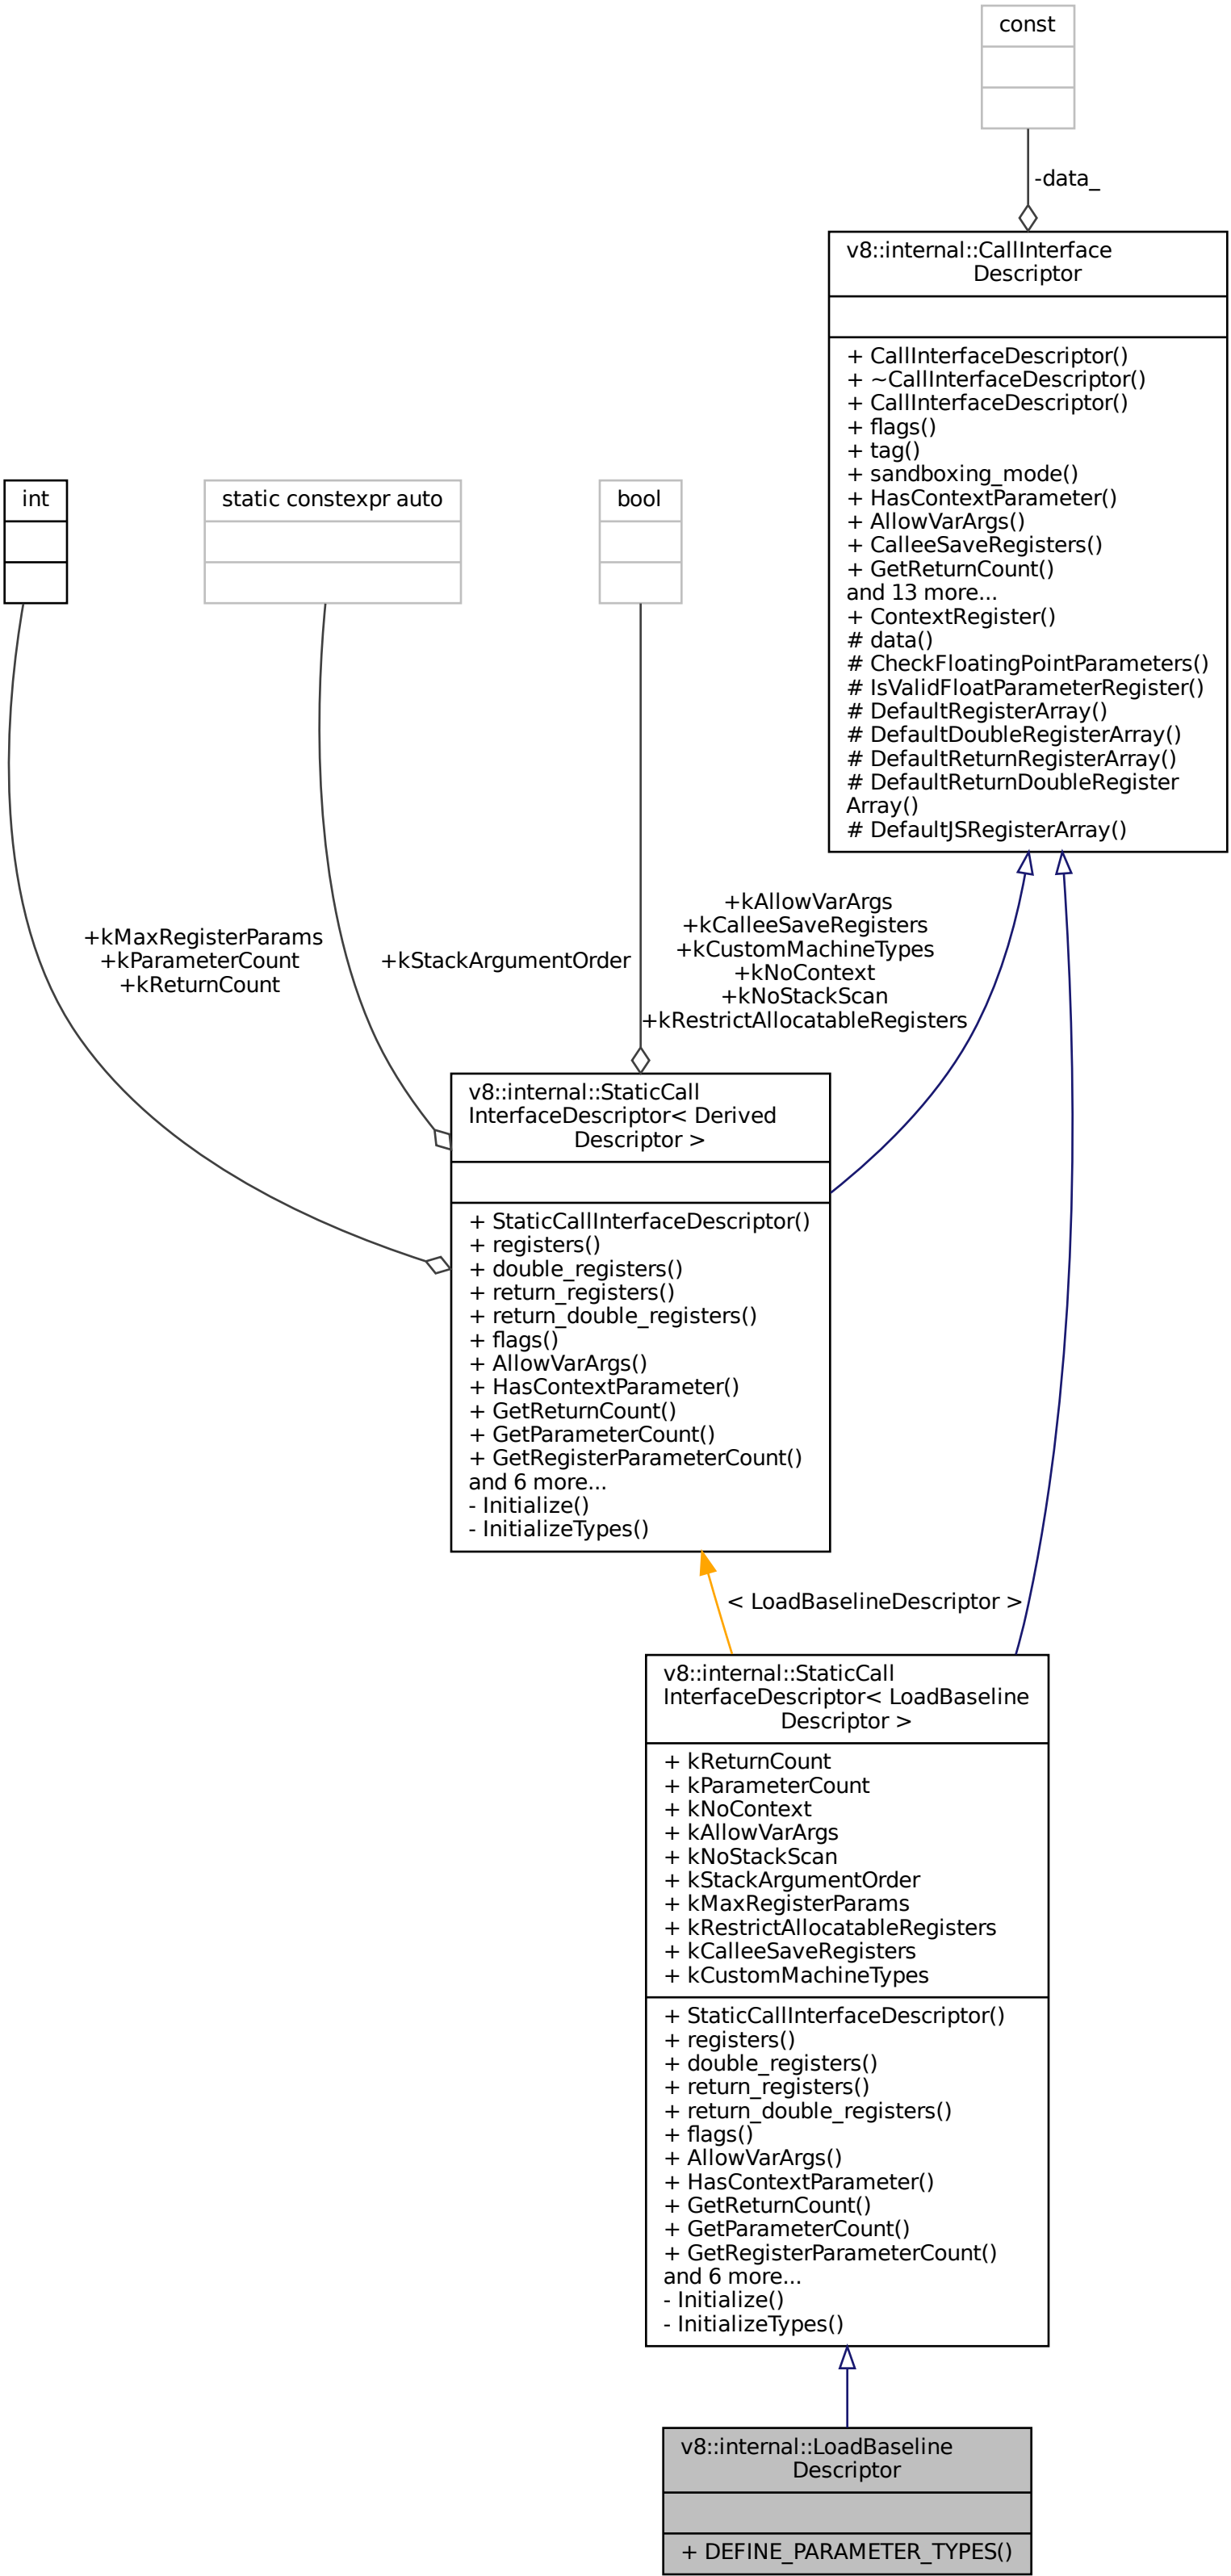 const
-data_
v8::internal::CallInterface
Descriptor
+ CallInterfaceDescriptor()
+ ~CallInterfaceDescriptor()
+ CallInterfaceDescriptor()
+ flags()
+ tag()
+ sandboxing_mode()
+ HasContextParameter()
+ AllowVarArgs()
+ CalleeSaveRegisters()
+ GetReturnCount()
and 13 more...
+ ContextRegister()
# data()
# CheckFloatingPointParameters()
# IsValidFloatParameterRegister()
# DefaultRegisterArray()
# DefaultDoubleRegisterArray()
# DefaultReturnRegisterArray()
# DefaultReturnDoubleRegister
Array()
# DefaultJSRegisterArray()
int
static constexpr auto
bool
+kMaxRegisterParams
+kParameterCount
+kReturnCount
+kStackArgumentOrder
+kAllowVarArgs
+kCalleeSaveRegisters
+kCustomMachineTypes
+kNoContext
+kNoStackScan
+kRestrictAllocatableRegisters
v8::internal::StaticCall
InterfaceDescriptor< Derived
Descriptor >
+ StaticCallInterfaceDescriptor()
+ registers()
+ double_registers()
+ return_registers()
+ return_double_registers()
+ flags()
+ AllowVarArgs()
+ HasContextParameter()
+ GetReturnCount()
+ GetParameterCount()
+ GetRegisterParameterCount()
and 6 more...
- Initialize()
- InitializeTypes()
< LoadBaselineDescriptor >
v8::internal::StaticCall
InterfaceDescriptor< LoadBaseline
Descriptor >
+ kReturnCount
+ kParameterCount
+ kNoContext
+ kAllowVarArgs
+ kNoStackScan
+ kStackArgumentOrder
+ kMaxRegisterParams
+ kRestrictAllocatableRegisters
+ kCalleeSaveRegisters
+ kCustomMachineTypes
+ StaticCallInterfaceDescriptor()
+ registers()
+ double_registers()
+ return_registers()
+ return_double_registers()
+ flags()
+ AllowVarArgs()
+ HasContextParameter()
+ GetReturnCount()
+ GetParameterCount()
+ GetRegisterParameterCount()
and 6 more...
- Initialize()
- InitializeTypes()
v8::internal::LoadBaseline
Descriptor
+ DEFINE_PARAMETER_TYPES()